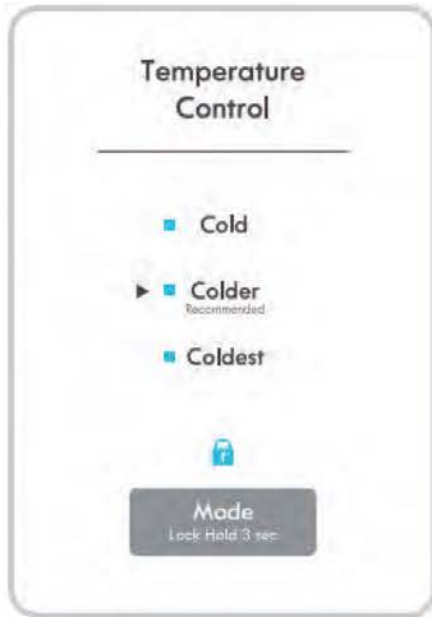 Temperature
Control
Cold
Colder
Recommended
Coldest
Mode
Lock Hold 3 sec